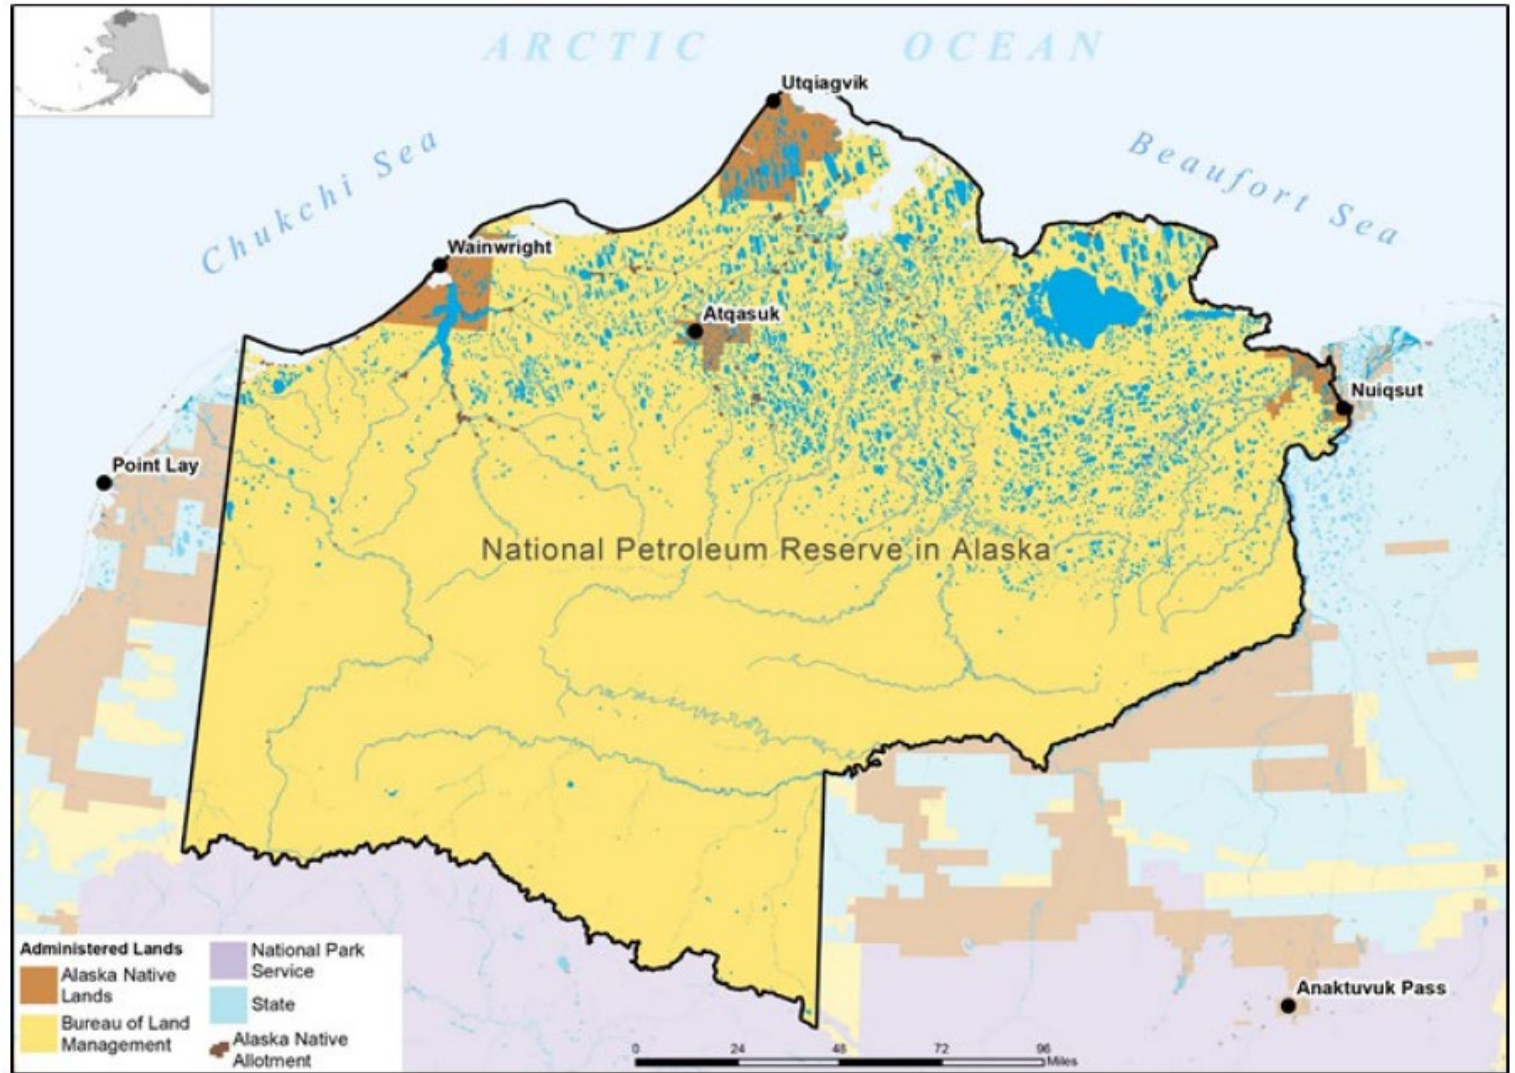 ARCTIC OCEAN
Utqiagvik
Chukchi Sea
Beaufort Sea
Wainwright
Atqasuk
Nuiqsut
Point Lay
National Petroleum Reserve in Alaska
Administered Lands
Alaska Native
Lands
Bureau of Land
Management
National Park
Service
State
Alaska Native
Allotment
Anaktuvuk Pass
0 24 48 72 96
Miles